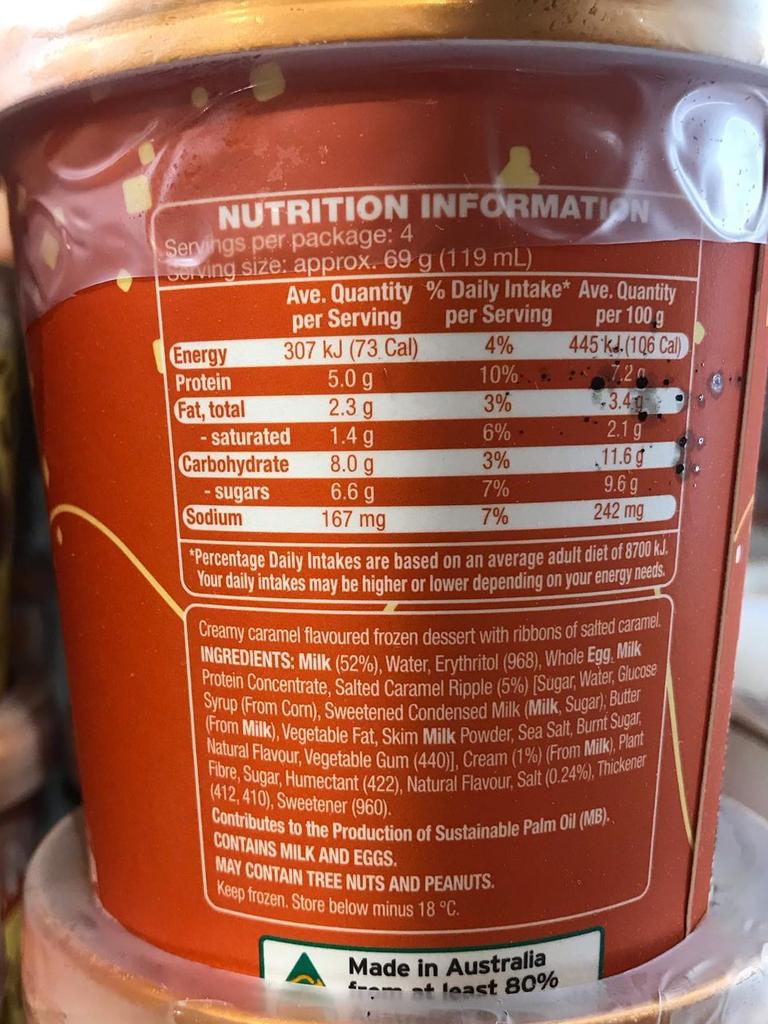 NUTRITION INFORMATION
Servings per package: 4
Serving size: approx. 69 g (119 mL)
Ave. Quantity % Daily Intake* Ave. Quantity
per Serving per Serving per 100 g
Energy 307 kJ (73 Cal) 4% 445 kJ (106 Cal)
Protein 5.0 g 10% 7.2 g
Fat, total 2.3 g 3% 3.4 g
- saturated 1.4 g 6% 2.1 g
Carbohydrate 8.0 g 3% 11.6 g
- sugars 6.6 g 7% 9.6 g
Sodium 167 mg 7% 242 mg
*Percentage Daily Intakes are based on an average adult diet of 8700 kJ.
Your daily intakes may be higher or lower depending on your energy needs.
Creamy caramel flavoured frozen dessert with ribbons of salted caramel.
INGREDIENTS: Milk (52%), Water, Erythritol (968), Whole Egg, Milk
Protein Concentrate, Salted Caramel Ripple (5%) [Sugar, Water, Glucose
Syrup (From Corn), Sweetened Condensed Milk (Milk, Sugar), Butter
(From Milk), Vegetable Fat, Skim Milk Powder, Sea Salt, Burnt Sugar,
Natural Flavour, Vegetable Gum (440)], Cream (1%) (From Milk), Plant
Fibre, Sugar, Humectant (422), Natural Flavour, Salt (0.24%), Thickener
(412, 410), Sweetener (960).
Contributes to the Production of Sustainable Palm Oil (MB).
CONTAINS MILK AND EGGS.
MAY CONTAIN TREE NUTS AND PEANUTS.
Keep frozen. Store below minus 18 °C.
Made in Australia
from at least 80%